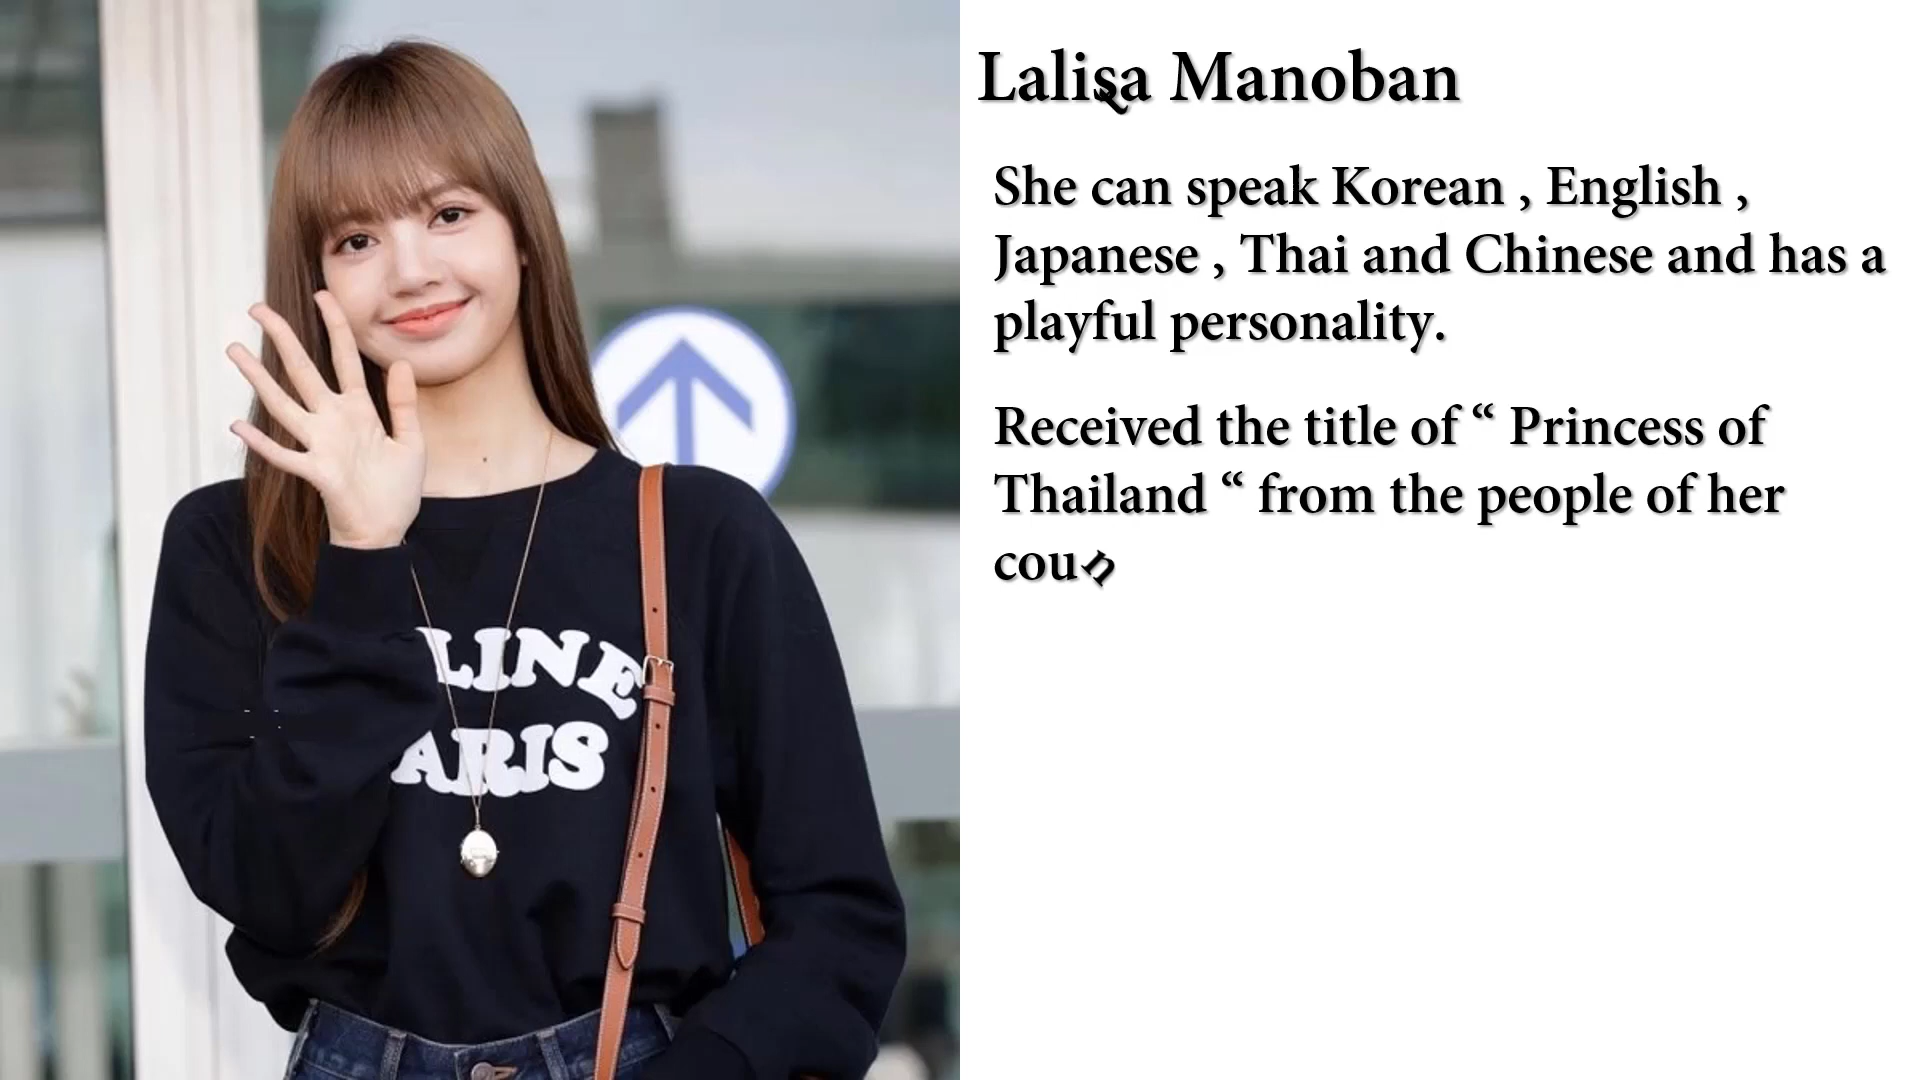 Lalisa Manoban
She can speak Korean , English ,
Japanese , Thai and Chinese and has a
playful personality.
Received the title of “ Princess of
Thailand “ from the people of her
coun
LINE
ARIS